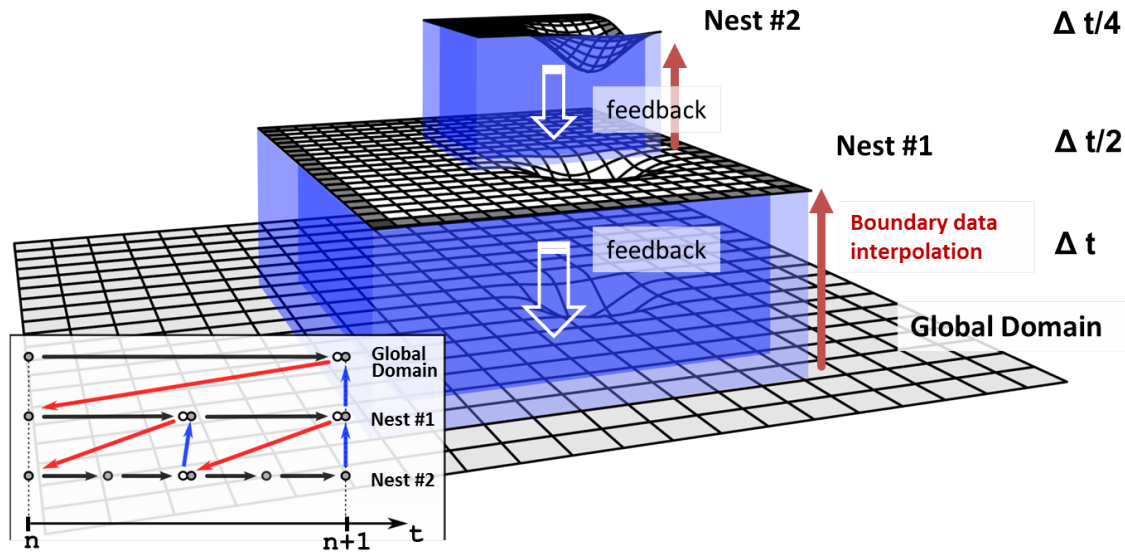 Nest #2
Δ t/4
feedback
Nest #1
Δ t/2
feedback
Boundary data
interpolation
Δ t
Global Domain
Global
Domain
Nest #1
Nest #2
t
n
n+1